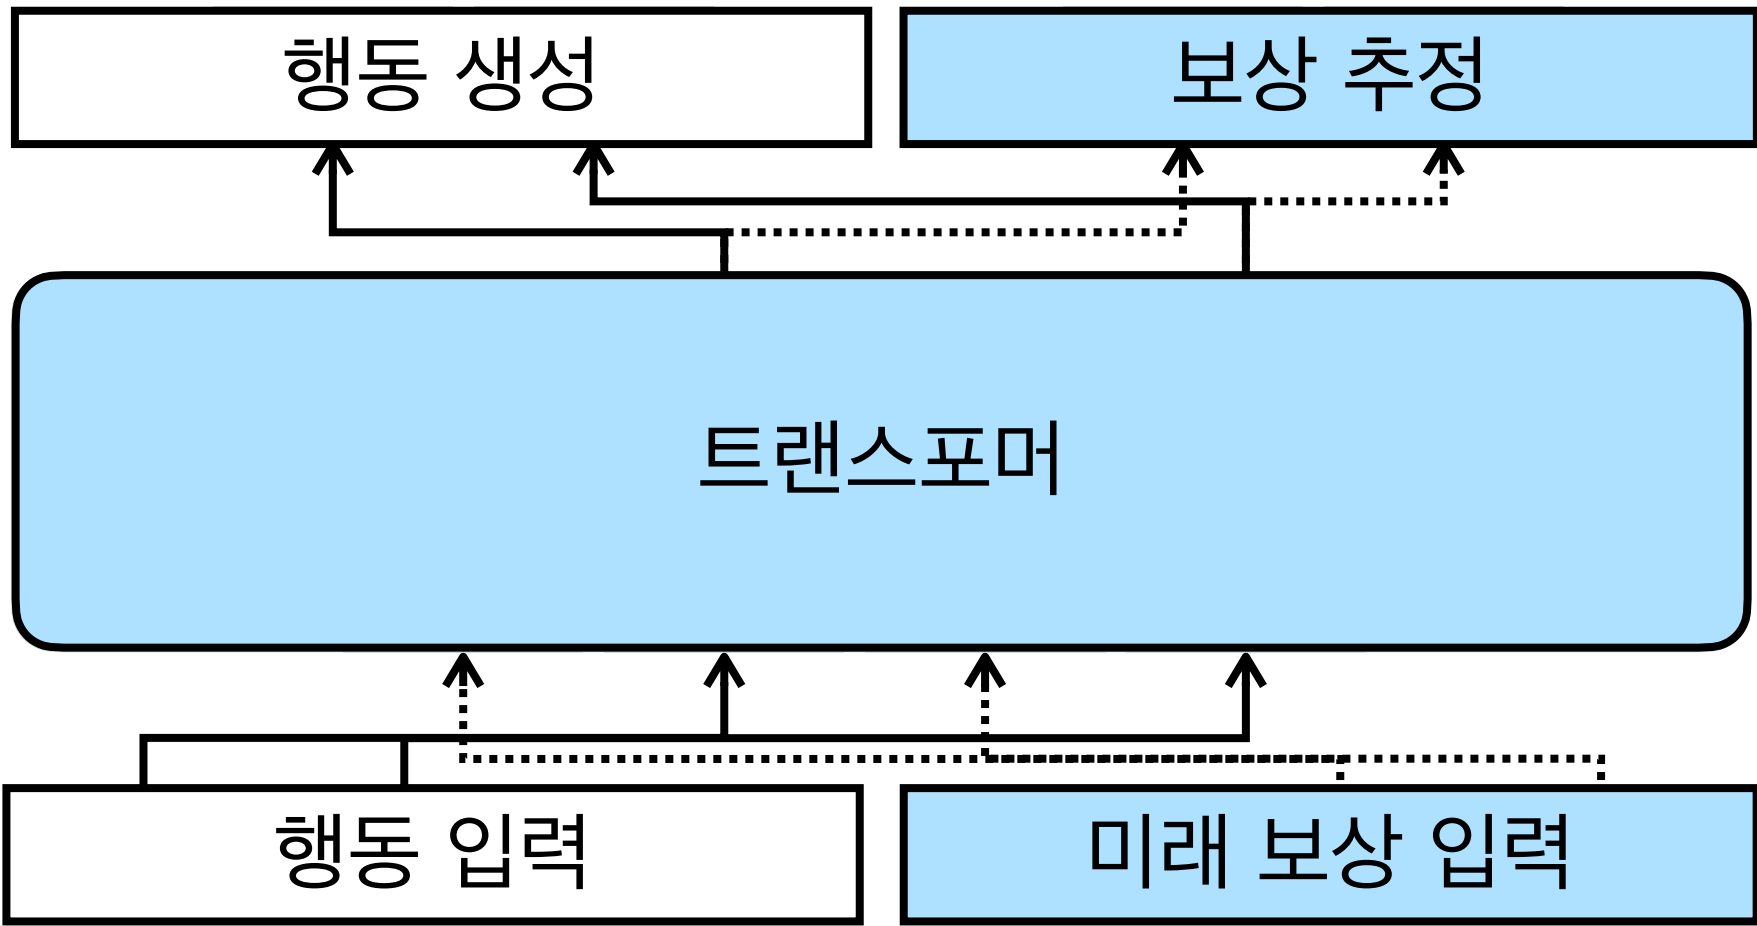 행동 생성
보상 추정
트랜스포머
행동 입력
미래 보상 입력